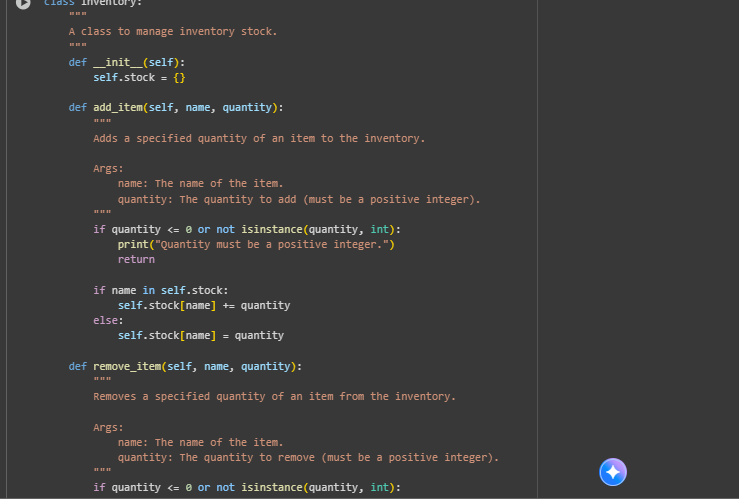 class Inventory:
    """
    A class to manage inventory stock.
    """
    def __init__(self):
        self.stock = {}

    def add_item(self, name, quantity):
        """
        Adds a specified quantity of an item to the inventory.

        Args:
            name: The name of the item.
            quantity: The quantity to add (must be a positive integer).
        """
        if quantity <= 0 or not isinstance(quantity, int):
            print("Quantity must be a positive integer.")
            return

        if name in self.stock:
            self.stock[name] += quantity
        else:
            self.stock[name] = quantity

    def remove_item(self, name, quantity):
        """
        Removes a specified quantity of an item from the inventory.

        Args:
            name: The name of the item.
            quantity: The quantity to remove (must be a positive integer).
        """
        if quantity <= 0 or not isinstance(quantity, int):